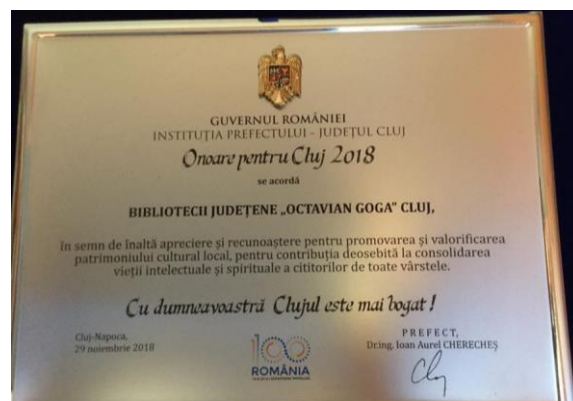 GUVERNUL ROMÂNIEI
INSTITUȚIA PREFECTULUI - JUDEȚUL CLUJ
Onoare pentru Cluj 2018
se acordă
BIBLIOTECII JUDEȚENE „OCTAVIAN GOGA” CLUJ,
în semn de înaltă apreciere și recunoaștere pentru promovarea și valorificarea
patrimoniului cultural local, pentru contribuția deosebită la consolidarea
vieții intelectuale și spirituale a cititorilor de toate vârstele.
Cu dumneavoastră Clujul este mai bogat !
Cluj-Napoca,
29 noiembrie 2018
100
ROMÂNIA
PREFECT,
Dr.ing. Ioan Aurel CHERECHEȘ